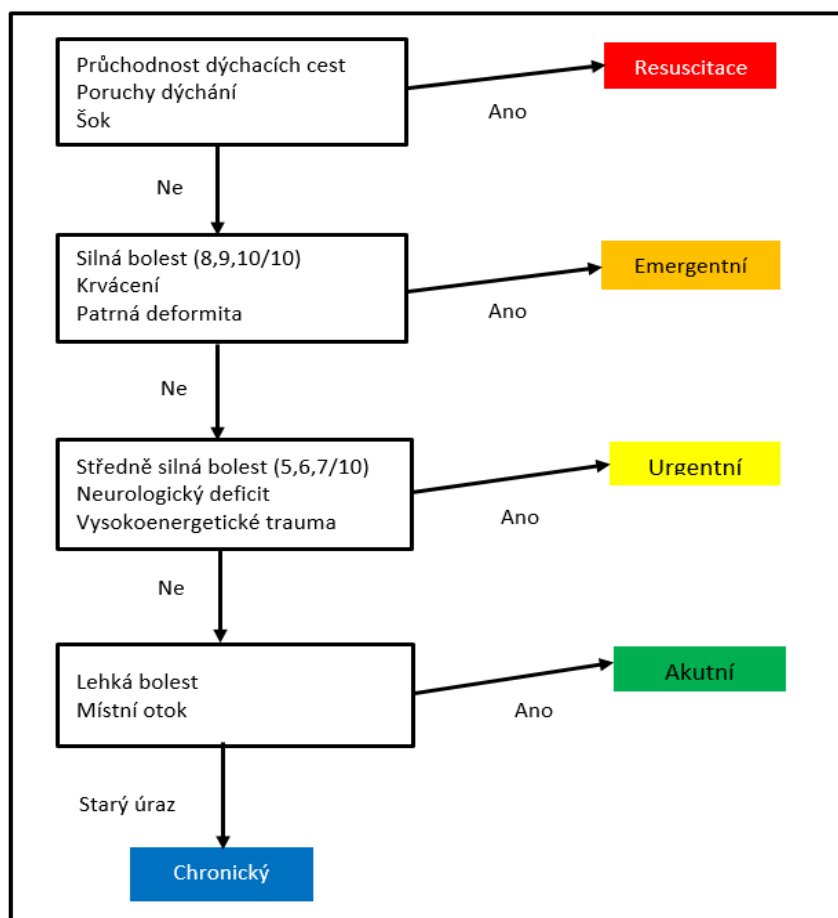 Průchodnost dýchacích cest
Poruchy dýchání
Šok
Resuscitace
Ano
Ne
Silná bolest (8,9,10/10)
Krvácení
Patrná deformita
Emergentní
Ano
Ne
Středně silná bolest (5,6,7/10)
Neurologický deficit
Vysokoenergetické trauma
Urgentní
Ano
Ne
Lehká bolest
Místní otok
Akutní
Ano
Starý úraz
Chronický